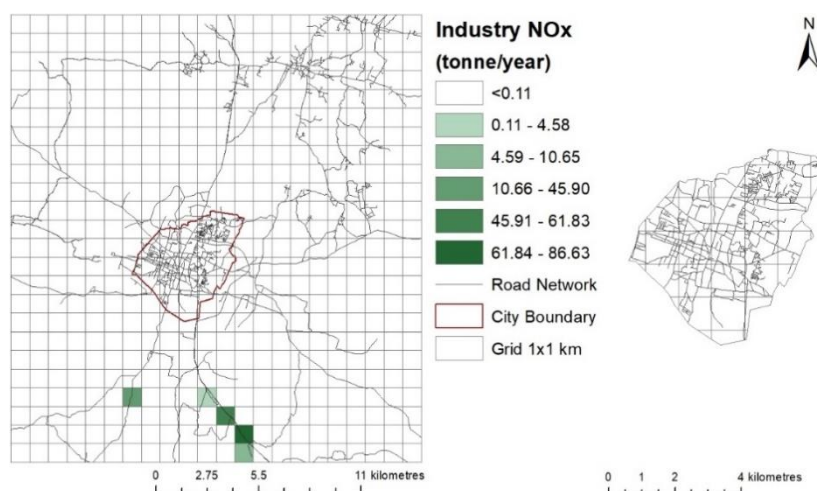 Industry NOx
(tonne/year)
<0.11
0.11 - 4.58
4.59 - 10.65
10.66 - 45.90
45.91 - 61.83
61.84 - 86.63
Road Network
City Boundary
Grid 1x1 km
N
0 2.75 5.5 11 kilometres
0 1 2 4 kilometres